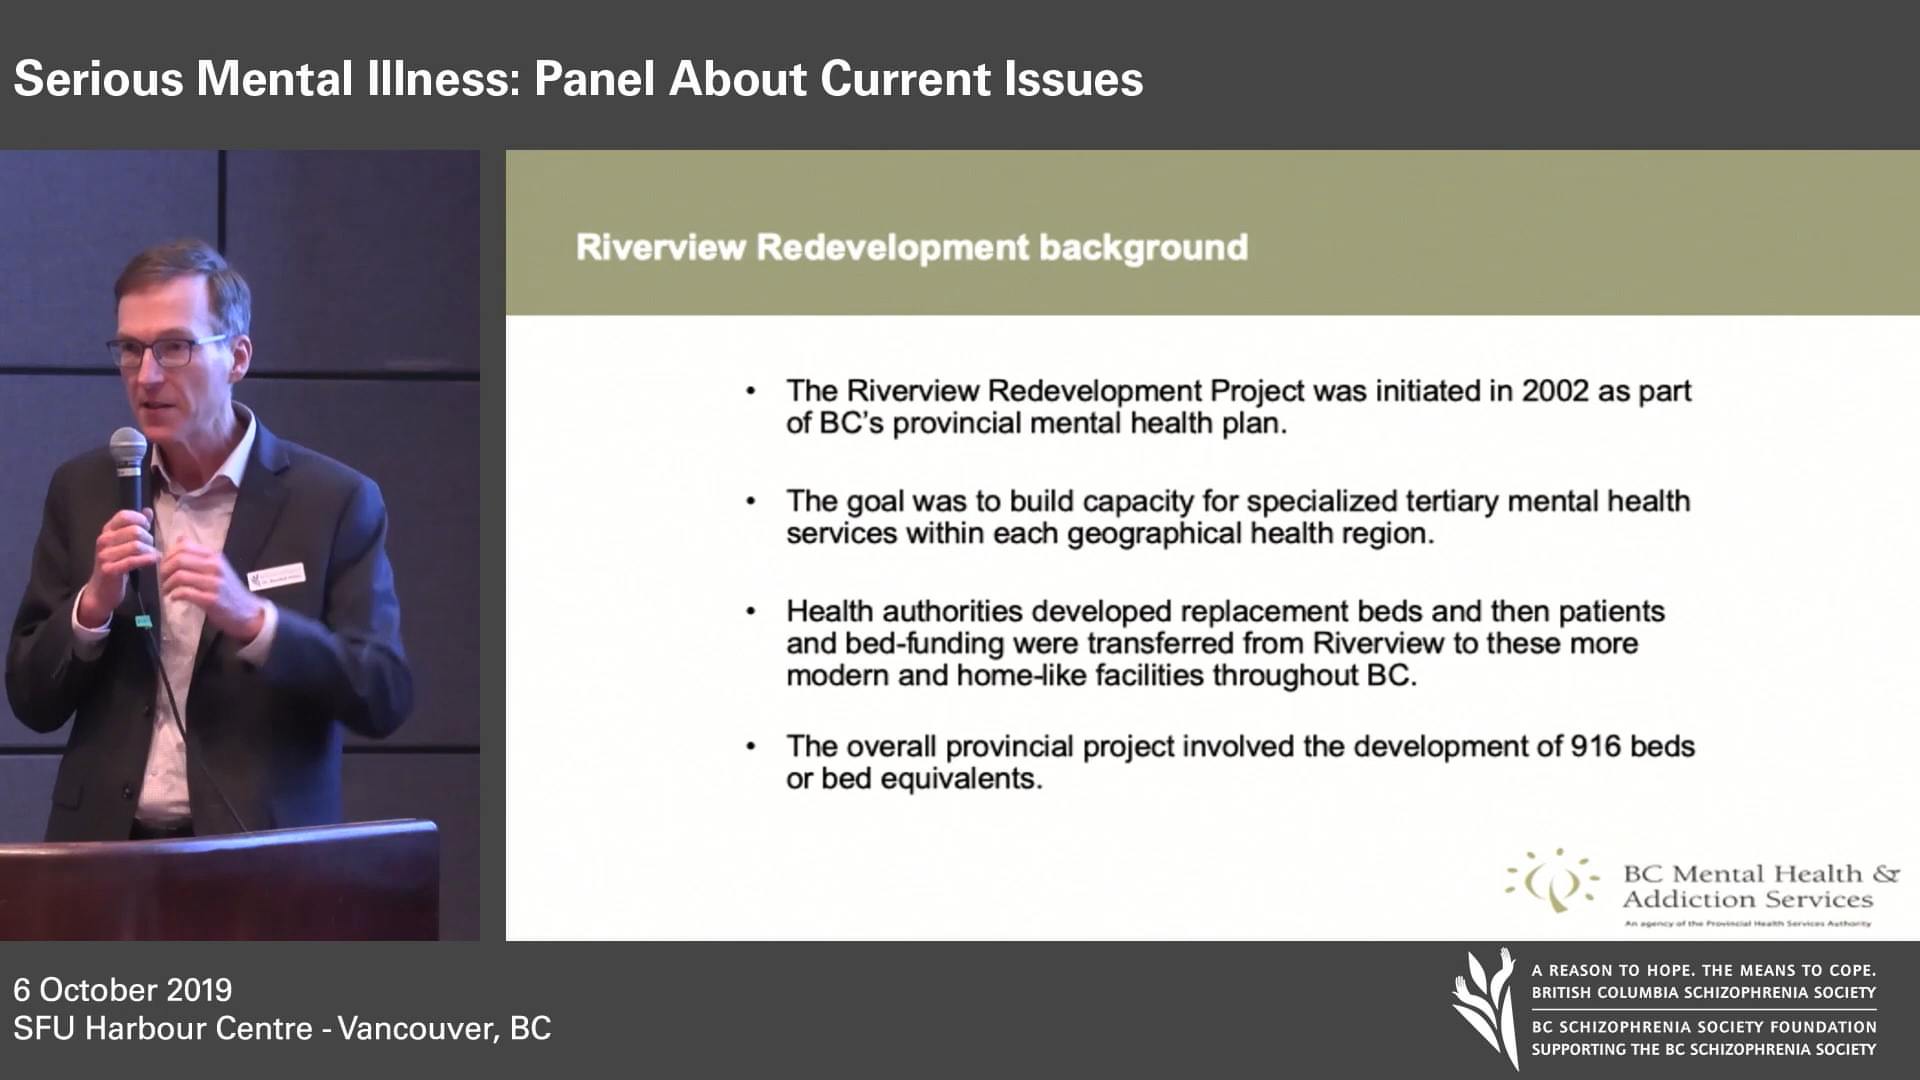 Serious Mental Illness: Panel About Current Issues
Riverview Redevelopment background
• The Riverview Redevelopment Project was initiated in 2002 as part
of BC's provincial mental health plan.
• The goal was to build capacity for specialized tertiary mental health
services within each geographical health region.
• Health authorities developed replacement beds and then patients
and bed-funding were transferred from Riverview to these more
modern and home-like facilities throughout BC.
• The overall provincial project involved the development of 916 beds
or bed equivalents.
BC Mental Health &
Addiction Services
An agency of the Provincial Health Services Authority
6 October 2019
SFU Harbour Centre - Vancouver, BC
A REASON TO HOPE. THE MEANS TO COPE.
BRITISH COLUMBIA SCHIZOPHRENIA SOCIETY
BC SCHIZOPHRENIA SOCIETY FOUNDATION
SUPPORTING THE BC SCHIZOPHRENIA SOCIETY